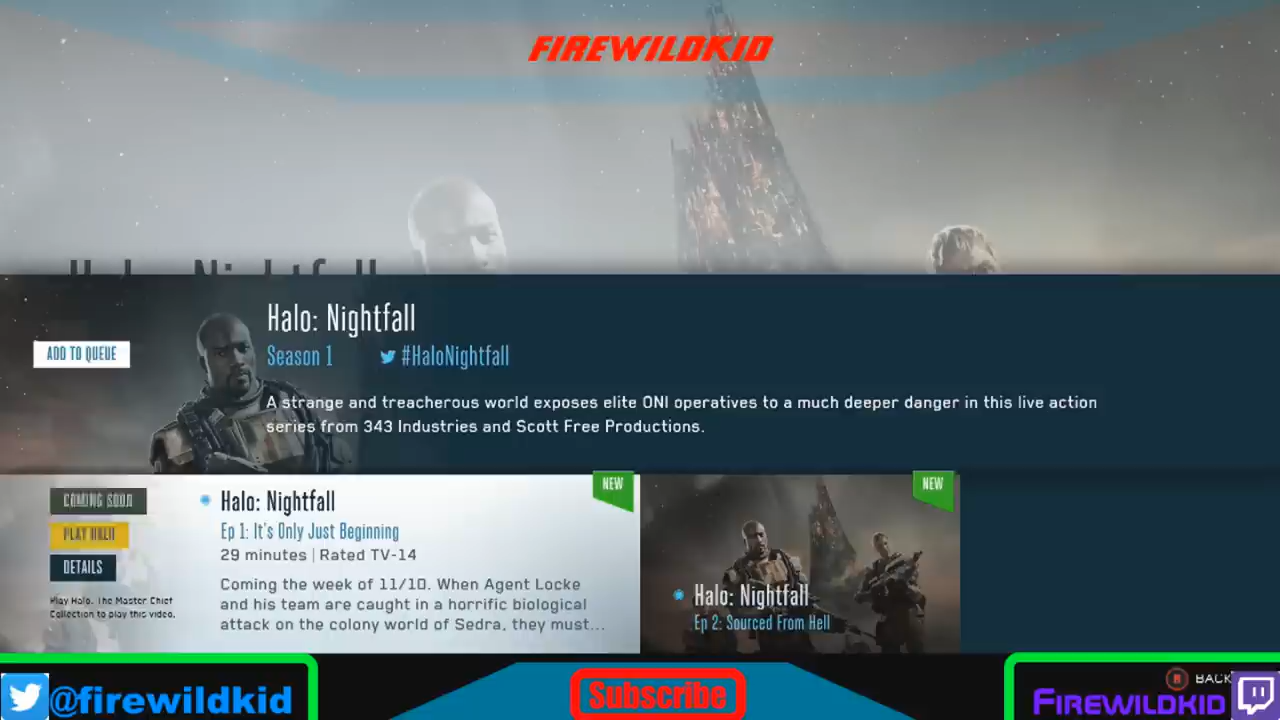 FIREWILDKID
Halo: Nightfall
Halo: Nightfall
ADD TO QUEUE
Season 1
#HaloNightfall
A strange and treacherous world exposes elite ONI operatives to a much deeper danger in this live action
series from 343 Industries and Scott Free Productions.
COMING SOON
PLAY HALO
DETAILS
Play Halo: The Master Chief
Collection to play this video.
Halo: Nightfall
Ep 1: It's Only Just Beginning
29 minutes | Rated TV-14
Coming the week of 11/10. When Agent Locke
and his team are caught in a horrific biological
attack on the colony world of Sedra, they must...
NEW
NEW
Halo: Nightfall
Ep 2: Sourced From Hell
@firewildkid
Subscribe
B BACK
FIREWILDKID